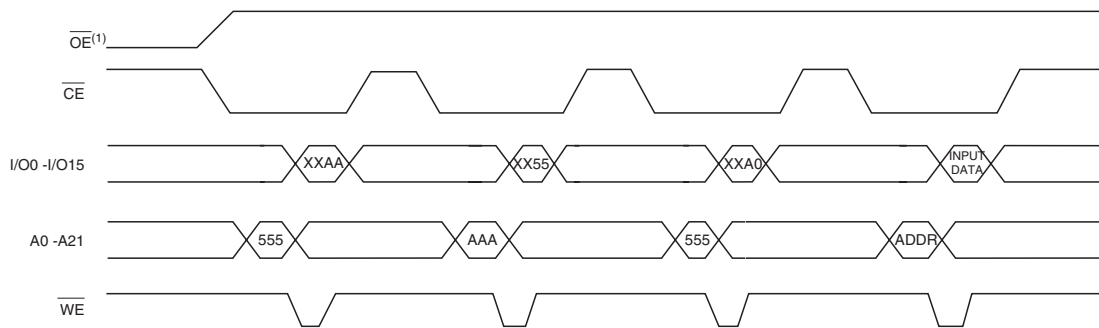 OE(1)
CE
I/O0 -I/O15 XXAA XX55 XXA0 INPUT DATA
A0 -A21 555 AAA 555 ADDR
WE